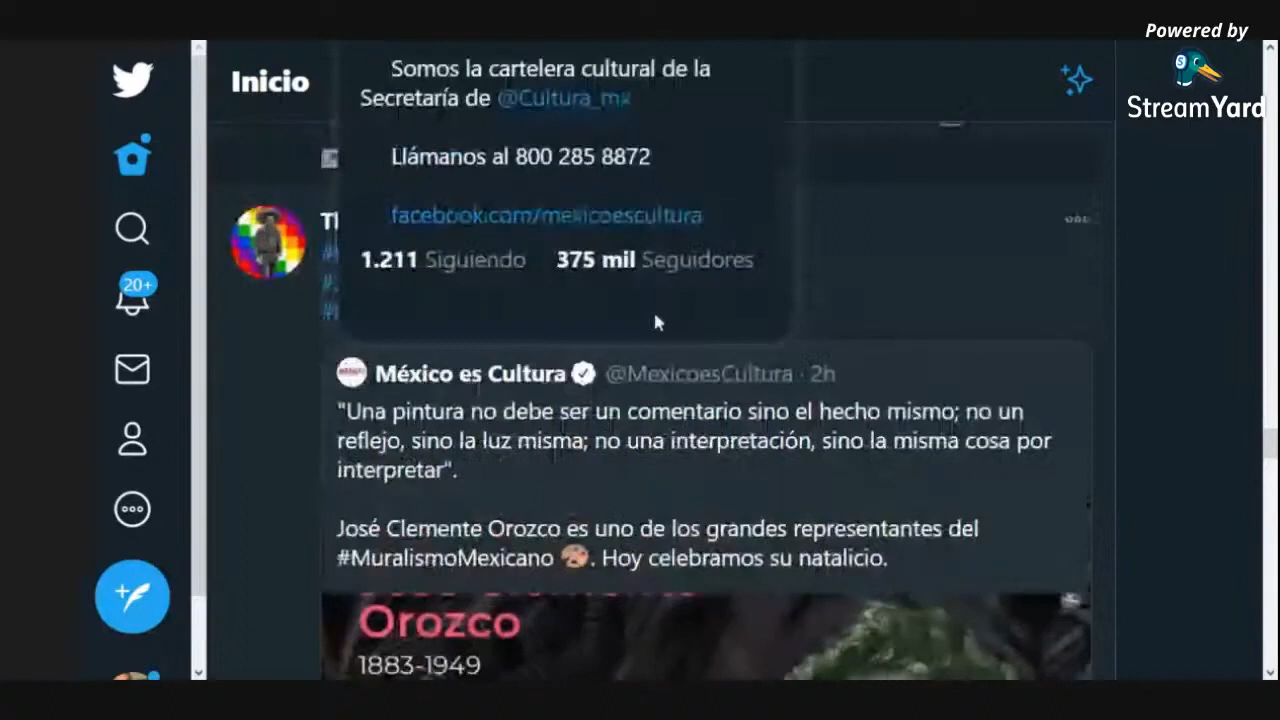 Powered by
StreamYard
Inicio
20+
Somos la cartelera cultural de la
Secretaría de @Cultura_mx
Llámanos al 800 285 8872
facebook.com/mexicoescultura
1.211 Siguiendo 375 mil Seguidores
México es Cultura @MexicoesCultura · 2h
"Una pintura no debe ser un comentario sino el hecho mismo; no un
reflejo, sino la luz misma; no una interpretación, sino la misma cosa por
interpretar".
José Clemente Orozco es uno de los grandes representantes del
#MuralismoMexicano 🎨. Hoy celebramos su natalicio.
Orozco
1883-1949